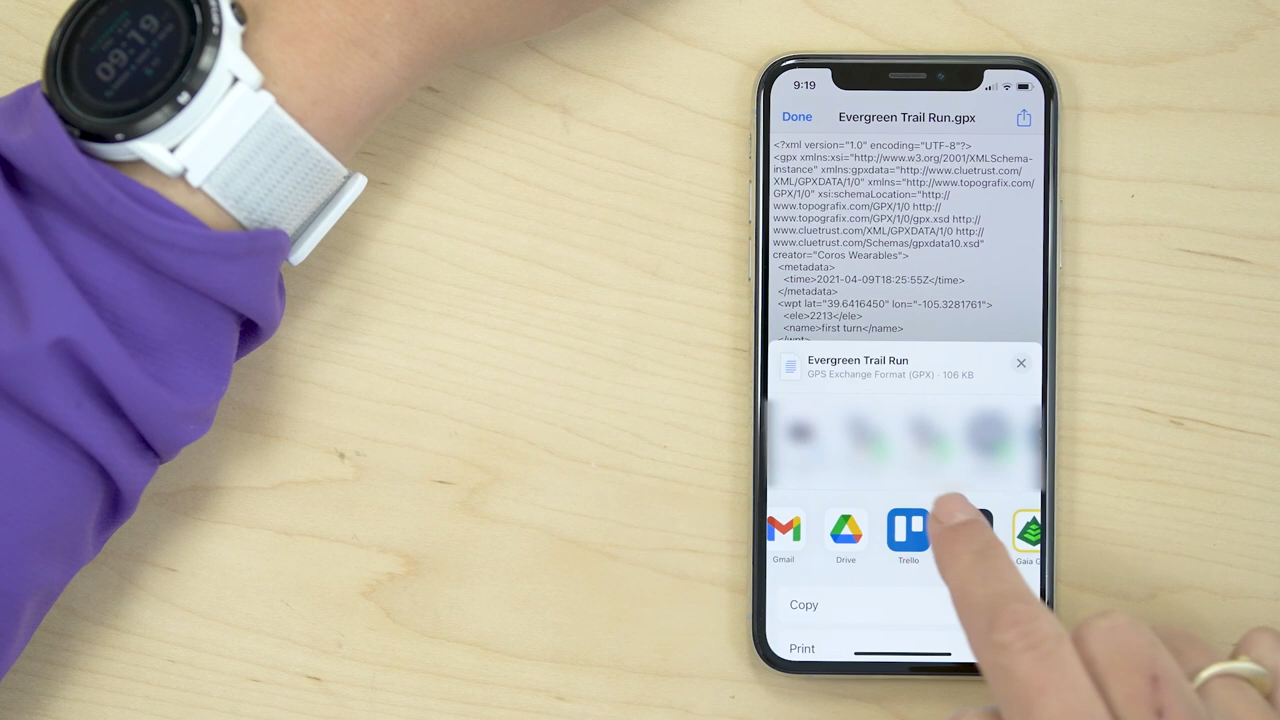 09:19
9:19
Done
Evergreen Trail Run.gpx
<?xml version="1.0" encoding="UTF-8"?>
<gpx xmlns:xsi="http://www.w3.org/2001/XMLSchema-
instance" xmlns:gpxdata="http://www.cluetrust.com/
XML/GPXDATA/1/0" xmlns="http://www.topografix.com/
GPX/1/0" xsi:schemaLocation="http://
www.topografix.com/GPX/1/0 http://
www.topografix.com/GPX/1/0/gpx.xsd http://
www.cluetrust.com/XML/GPXDATA/1/0 http://
www.cluetrust.com/Schemas/gpxdata10.xsd"
creator="Coros Wearables">
<metadata>
<time>2021-04-09T18:25:55Z</time>
</metadata>
<wpt lat="39.6416450" lon="-105.3281761">
<ele>2213</ele>
<name>first turn</name>
</wpt>
Evergreen Trail Run
GPS Exchange Format (GPX) · 106 KB
Gmail
Drive
Trello
Gaia G
Copy
Print